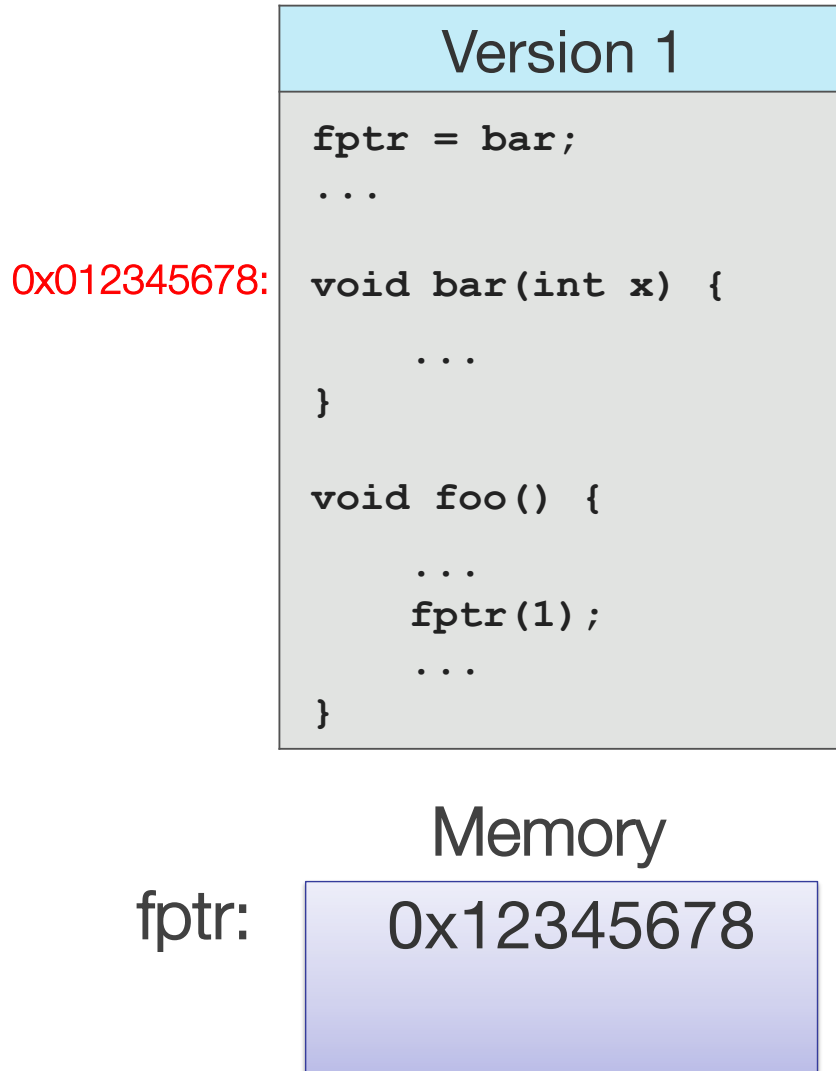 Version 1
fptr = bar;
...
0x012345678: void bar(int x) {
...
}
void foo() {
...
fptr(1);
...
}
Memory
fptr: 0x12345678